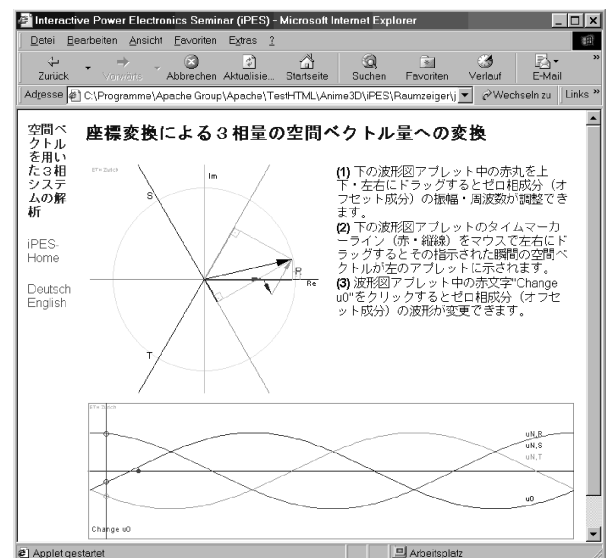 Interactive Power Electronics Seminar (iPES) - Microsoft Internet Explorer
Datei Bearbeiten Ansicht Favoriten Extras ?
Zurück Vorwärts Abbrechen Aktualisie... Startseite Suchen Favoriten Verlauf E-Mail
Adresse C:\Programme\Apache Group\Apache\TestHTML\Anime3D\iPES\Raumzeiger\j Wechseln zu Links
空間ベ
クトル
を用い
た3相
システ
ムの解
析
iPES-
Home
Deutsch
English
座標変換による3相量の空間ベクトル量への変換
ETH Zürich
Im
S
R
Re
T
(1) 下の波形図アプレット中の赤丸を上
下・左右にドラッグするとゼロ相成分（オ
フセット成分）の振幅・周波数が調整でき
ます。
(2) 下の波形図アプレットのタイムマーカ
ーライン（赤・縦線）をマウスで左右にド
ラッグするとその指示された瞬間の空間ベ
クトルが左のアプレットに示されます。
(3) 波形図アプレット中の赤文字"Change
u0"をクリックするとゼロ相成分（オフセ
ット成分）の波形が変更できます。
ETH Zürich
uN,R
uN,S
uN,T
u0
Change u0
Applet gestartet Arbeitsplatz